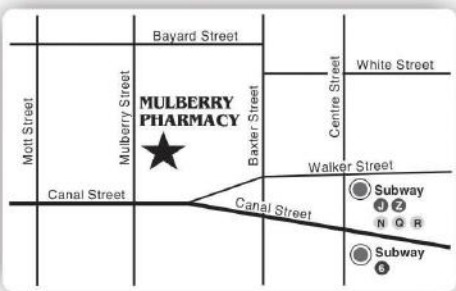 Bayard Street
White Street
Mott Street
Mulberry Street
MULBERRY
PHARMACY
Baxter Street
Centre Street
Walker Street
Canal Street
Canal Street
Subway
J Z
N Q R
Subway
6